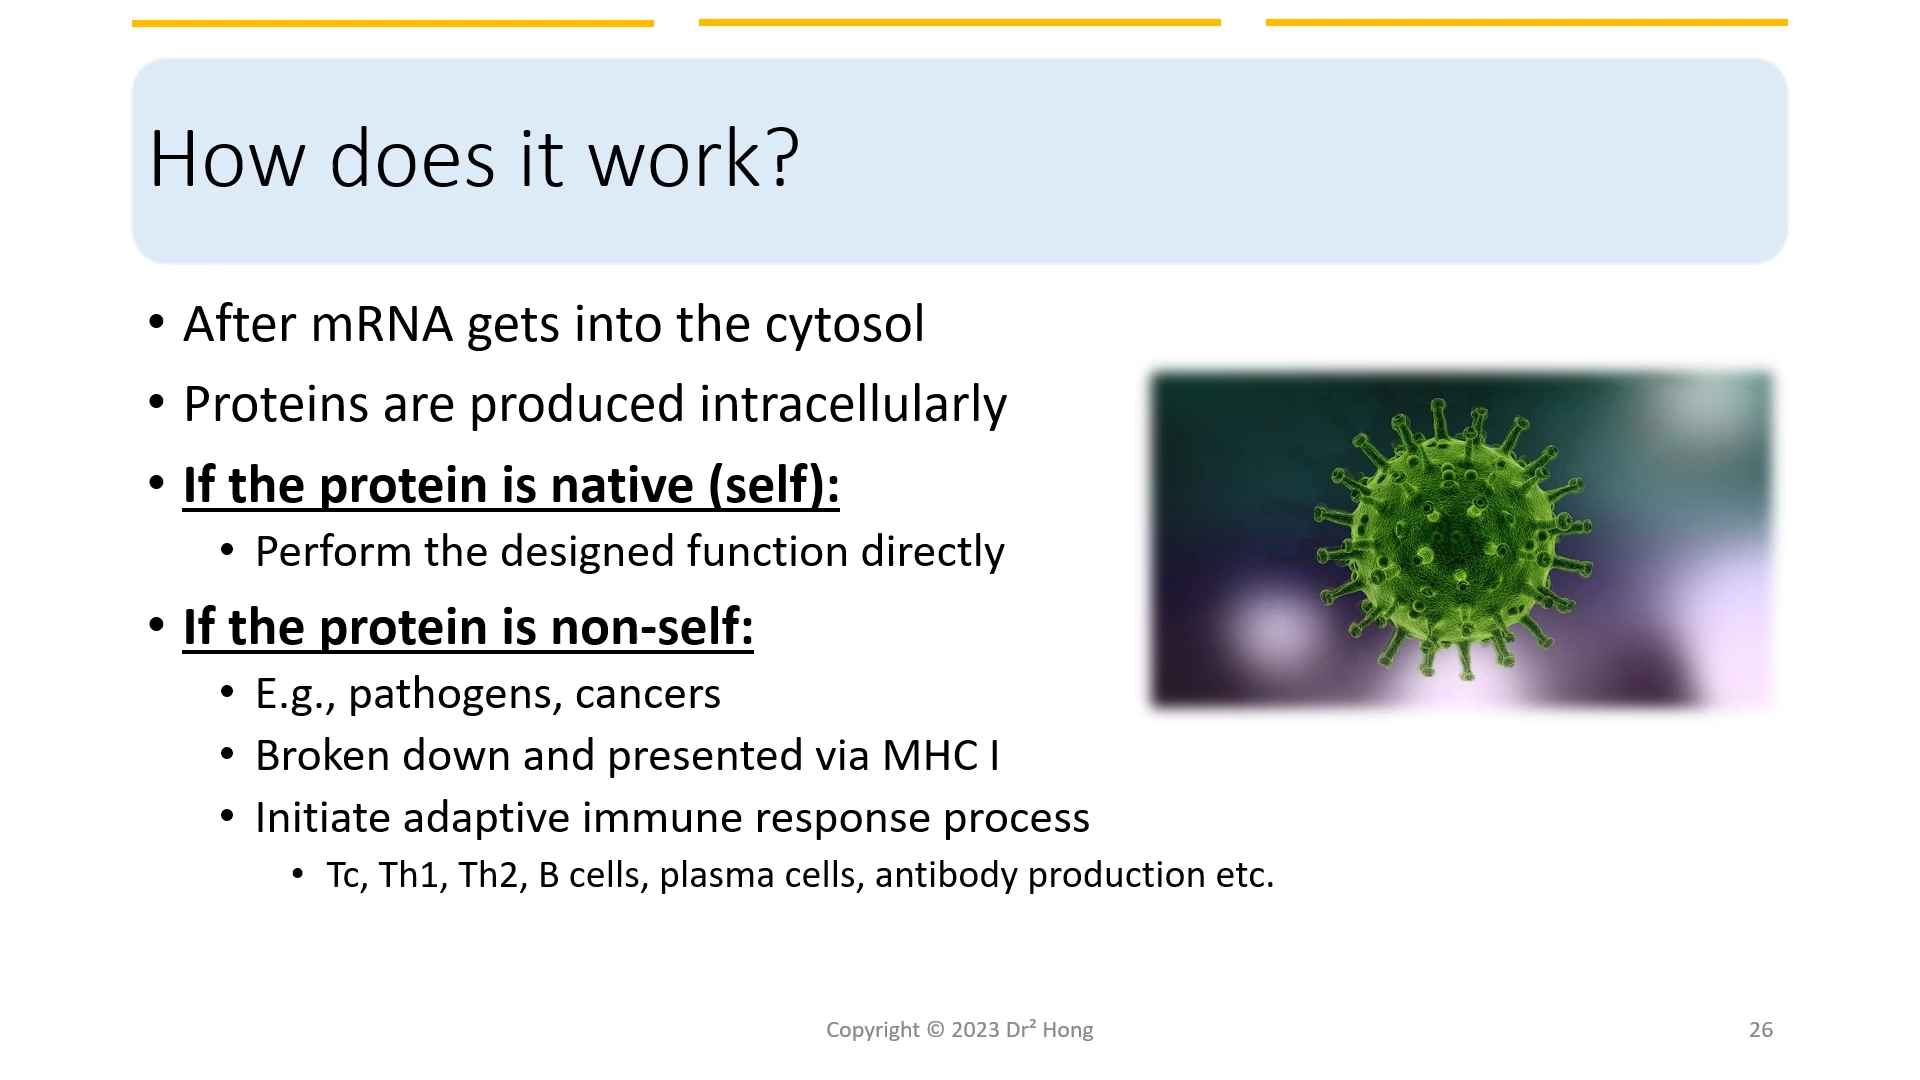 How does it work?
• After mRNA gets into the cytosol
• Proteins are produced intracellularly
• If the protein is native (self):
• Perform the designed function directly
• If the protein is non-self:
• E.g., pathogens, cancers
• Broken down and presented via MHC I
• Initiate adaptive immune response process
• Tc, Th1, Th2, B cells, plasma cells, antibody production etc.
Copyright © 2023 Dr² Hong
26